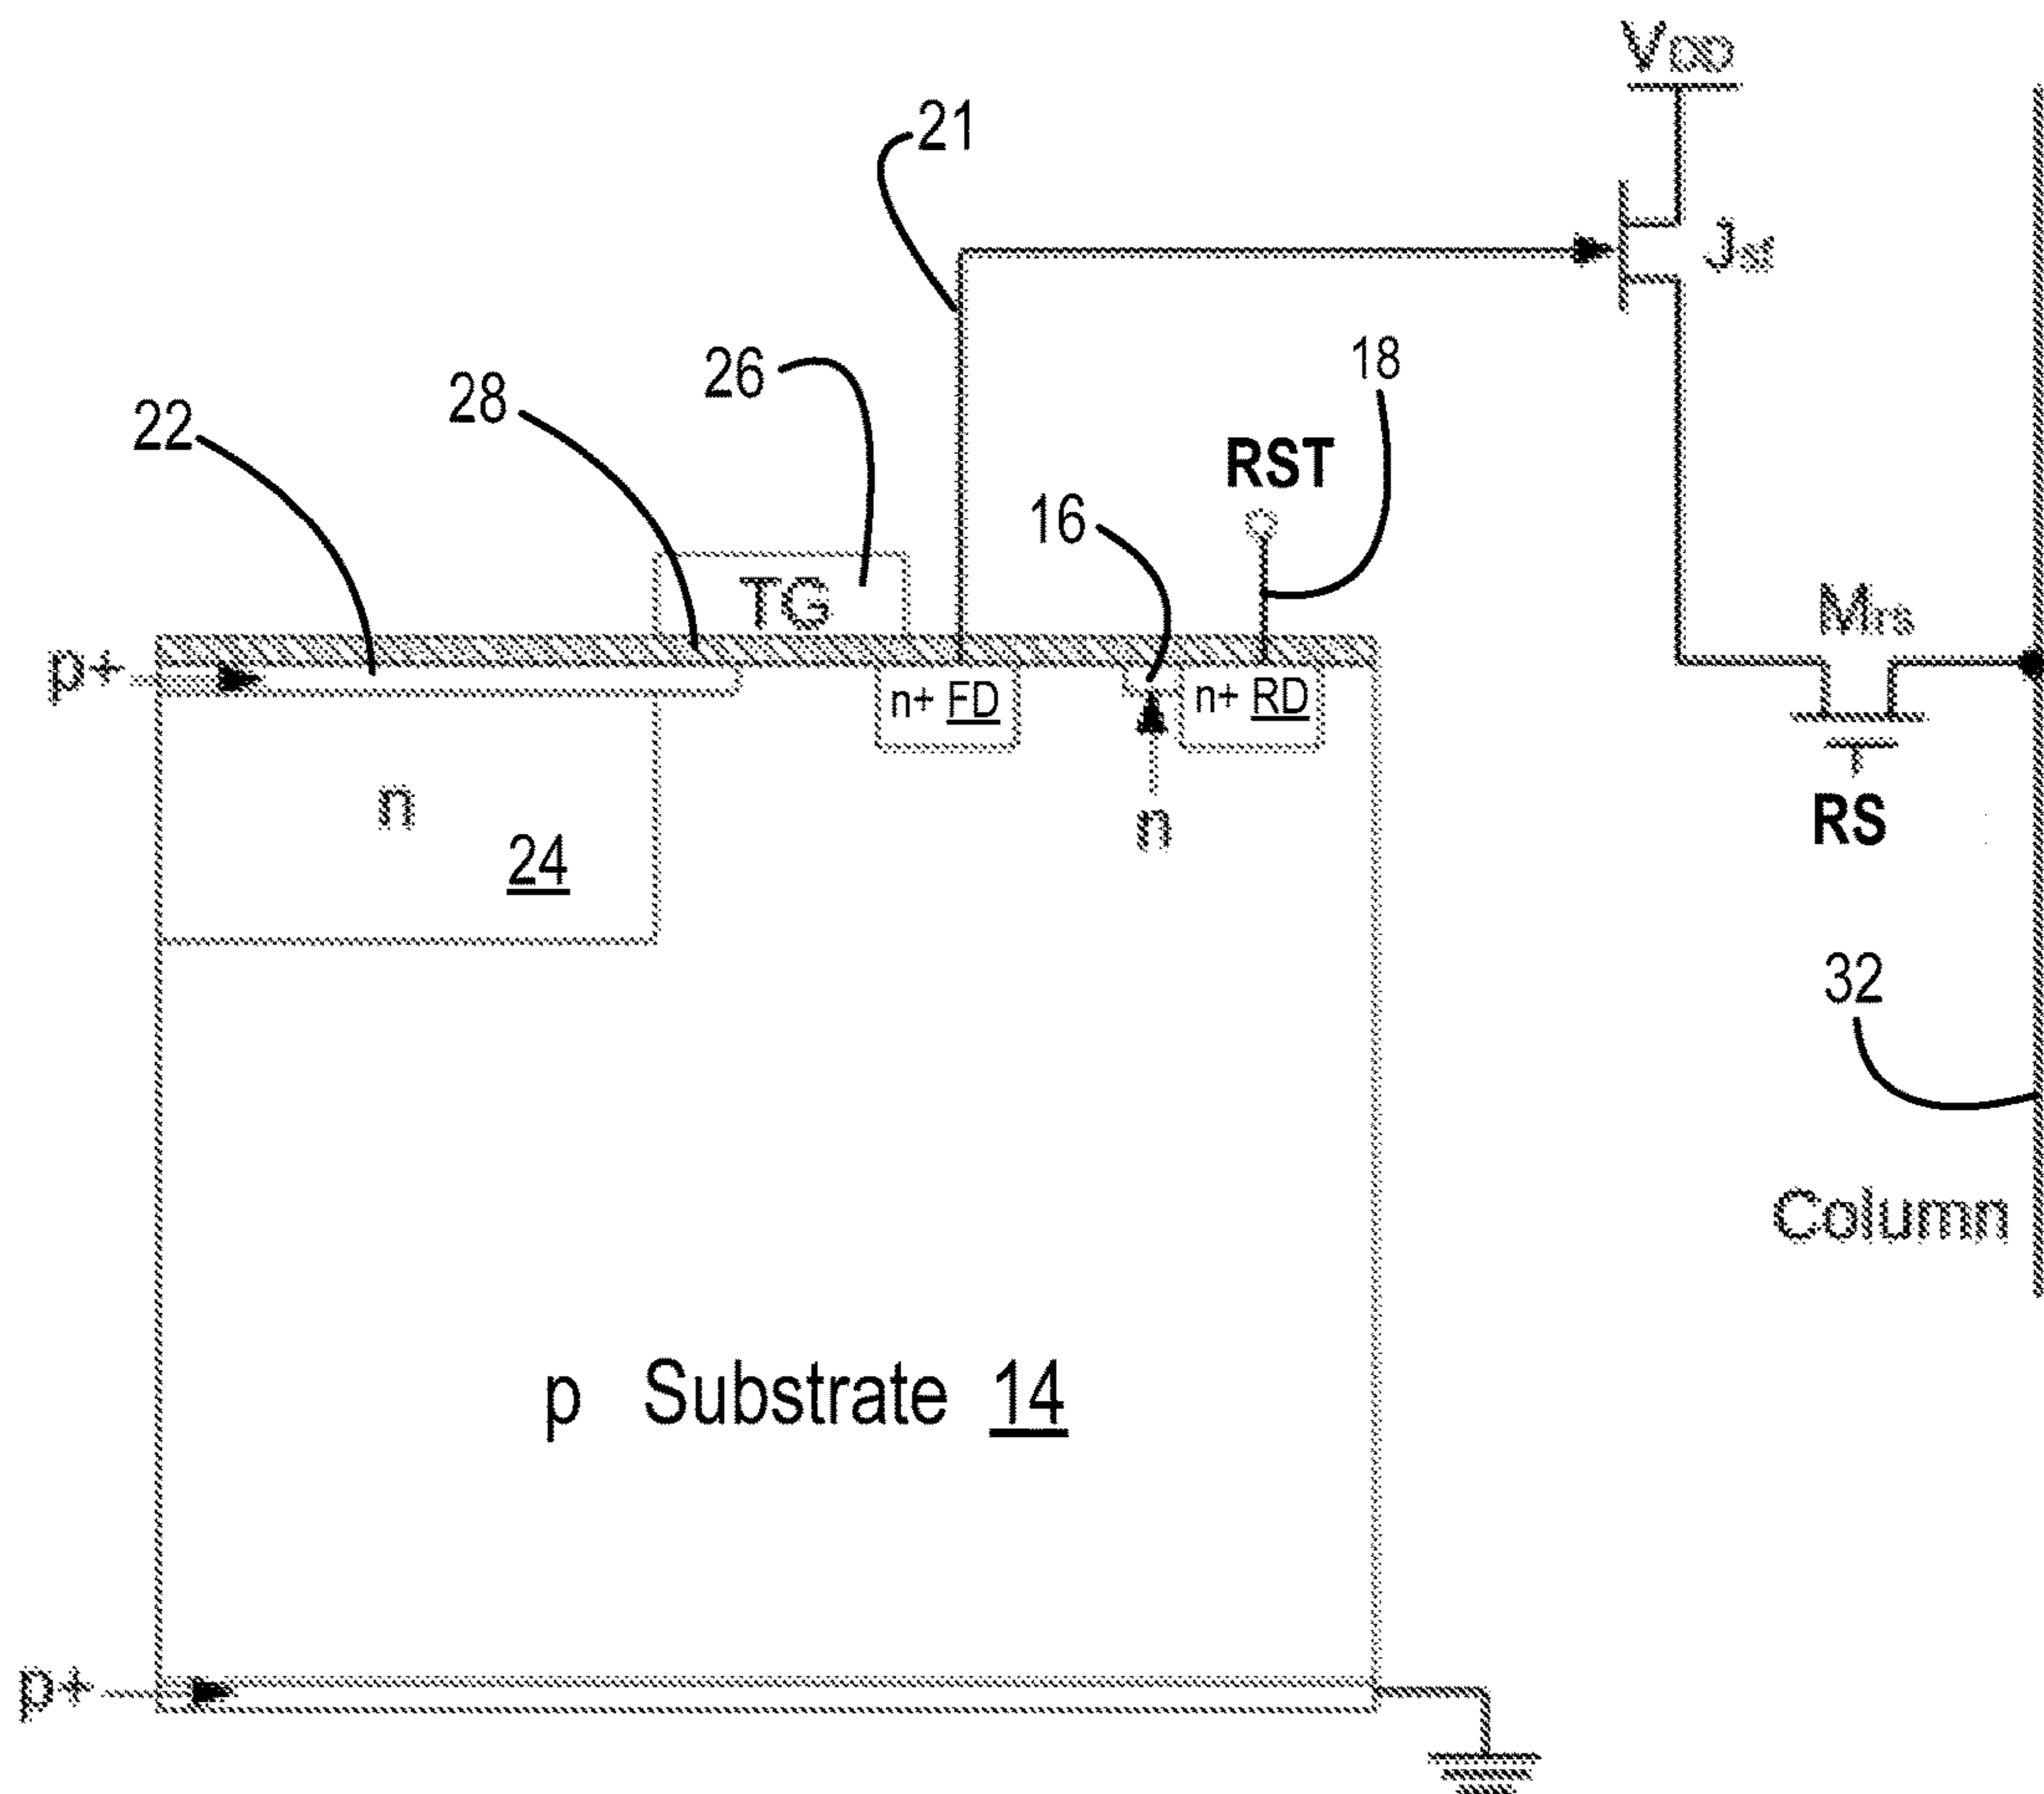 VDD
21
Jsf
18
26
28
22
RST
16
Mrs
TG
p+
n+ FD
n+ RD
n
n
RS
24
32
Column
p Substrate 14
p+